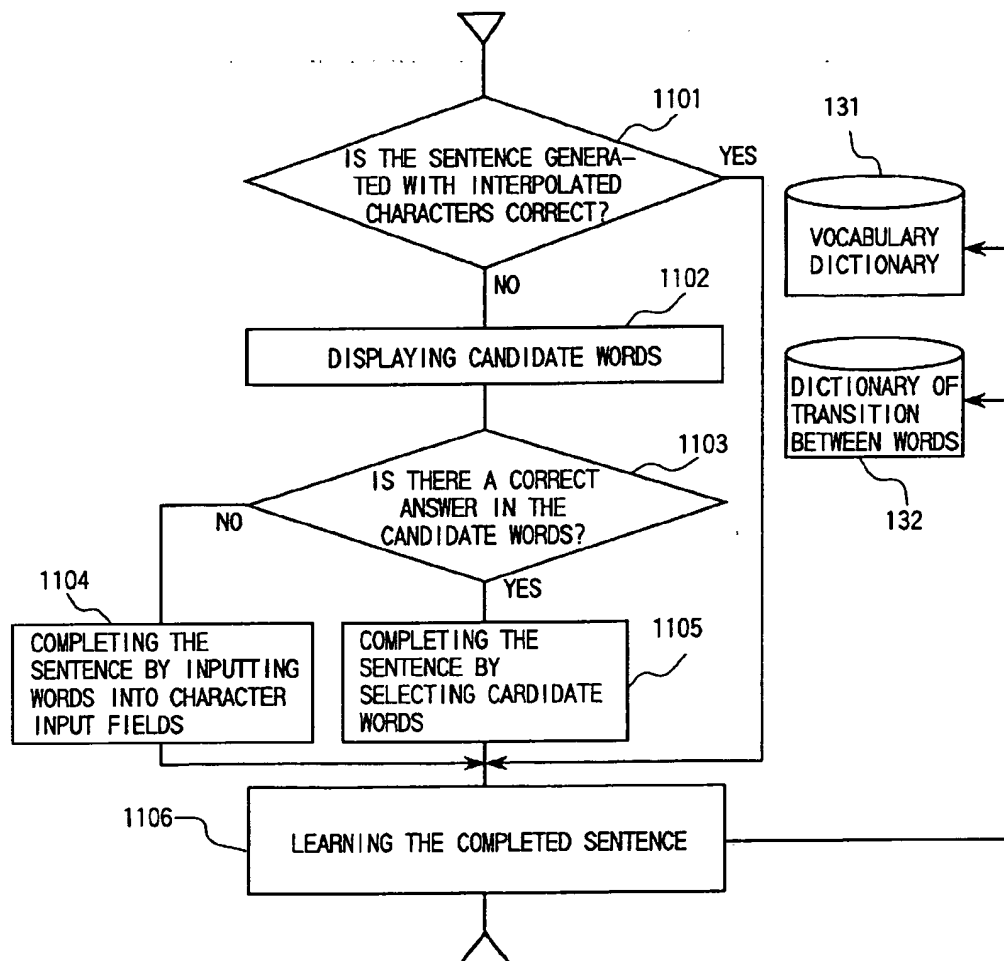 1101
IS THE SENTENCE GENERA-
TED WITH INTERPOLATED
CHARACTERS CORRECT?
YES
131
VOCABULARY
DICTIONARY
NO
1102
DISPLAYING CANDIDATE WORDS
DICTIONARY OF
TRANSITION
BETWEEN WORDS
132
1103
IS THERE A CORRECT
ANSWER IN THE
CANDIDATE WORDS?
NO
YES
1104
COMPLETING THE
SENTENCE BY INPUTTING
WORDS INTO CHARACTER
INPUT FIELDS
1105
COMPLETING THE
SENTENCE BY
SELECTING CARDIDATE
WORDS
1106
LEARNING THE COMPLETED SENTENCE